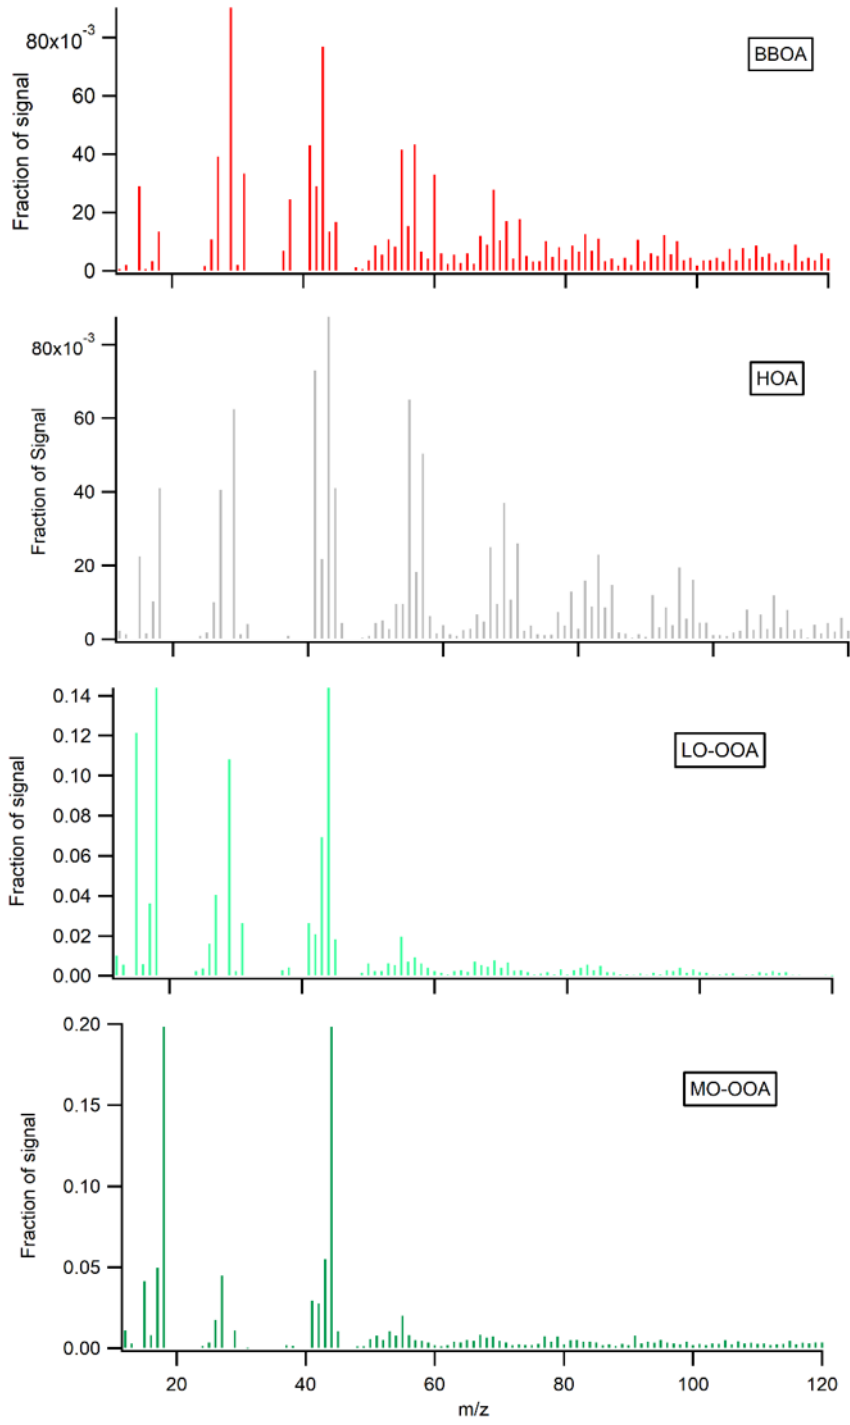 80x10-3
60
40
20
0
Fraction of signal
BBOA
80x10-3
60
40
20
0
Fraction of Signal
HOA
0.14
0.12
0.10
0.08
0.06
0.04
0.02
0.00
Fraction of signal
LO-OOA
0.20
0.15
0.10
0.05
0.00
Fraction of signal
MO-OOA
20 40 60 80 100 120
m/z